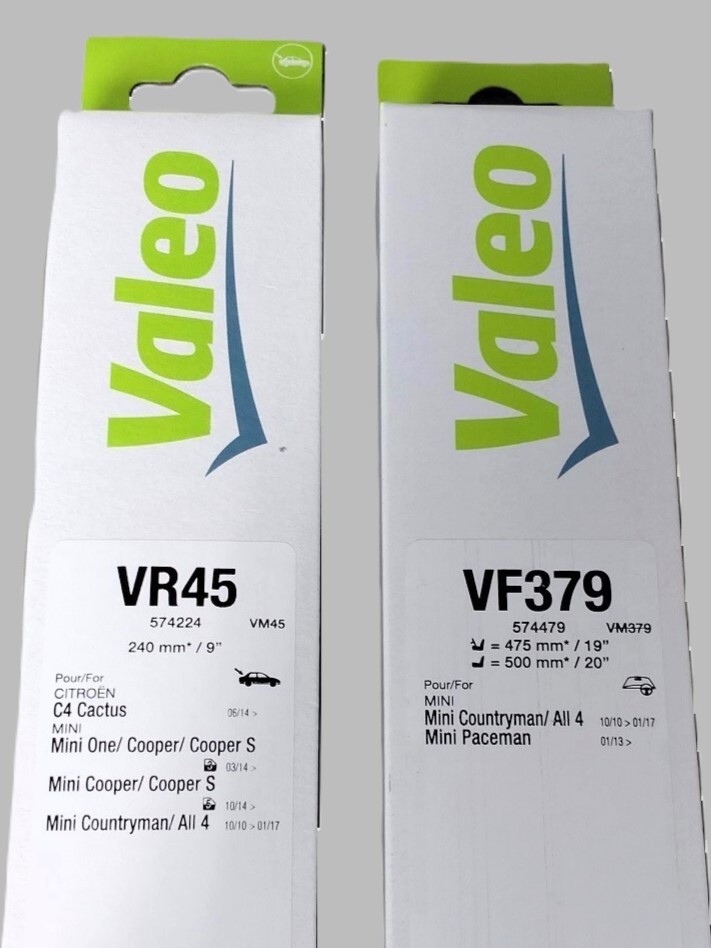 Valeo
VR45
574224 VM45
240 mm* / 9”
Pour/For
CITROËN
C4 Cactus 06/14 >
MINI
Mini One/ Cooper/ Cooper S
03/14 >
Mini Cooper/ Cooper S
10/14 >
Mini Countryman/ All 4 10/10 > 01/17
Valeo
VF379
574479 VM379
= 475 mm* / 19”
= 500 mm* / 20”
Pour/For
MINI
Mini Countryman/ All 4 10/10 > 01/17
Mini Paceman 01/13 >